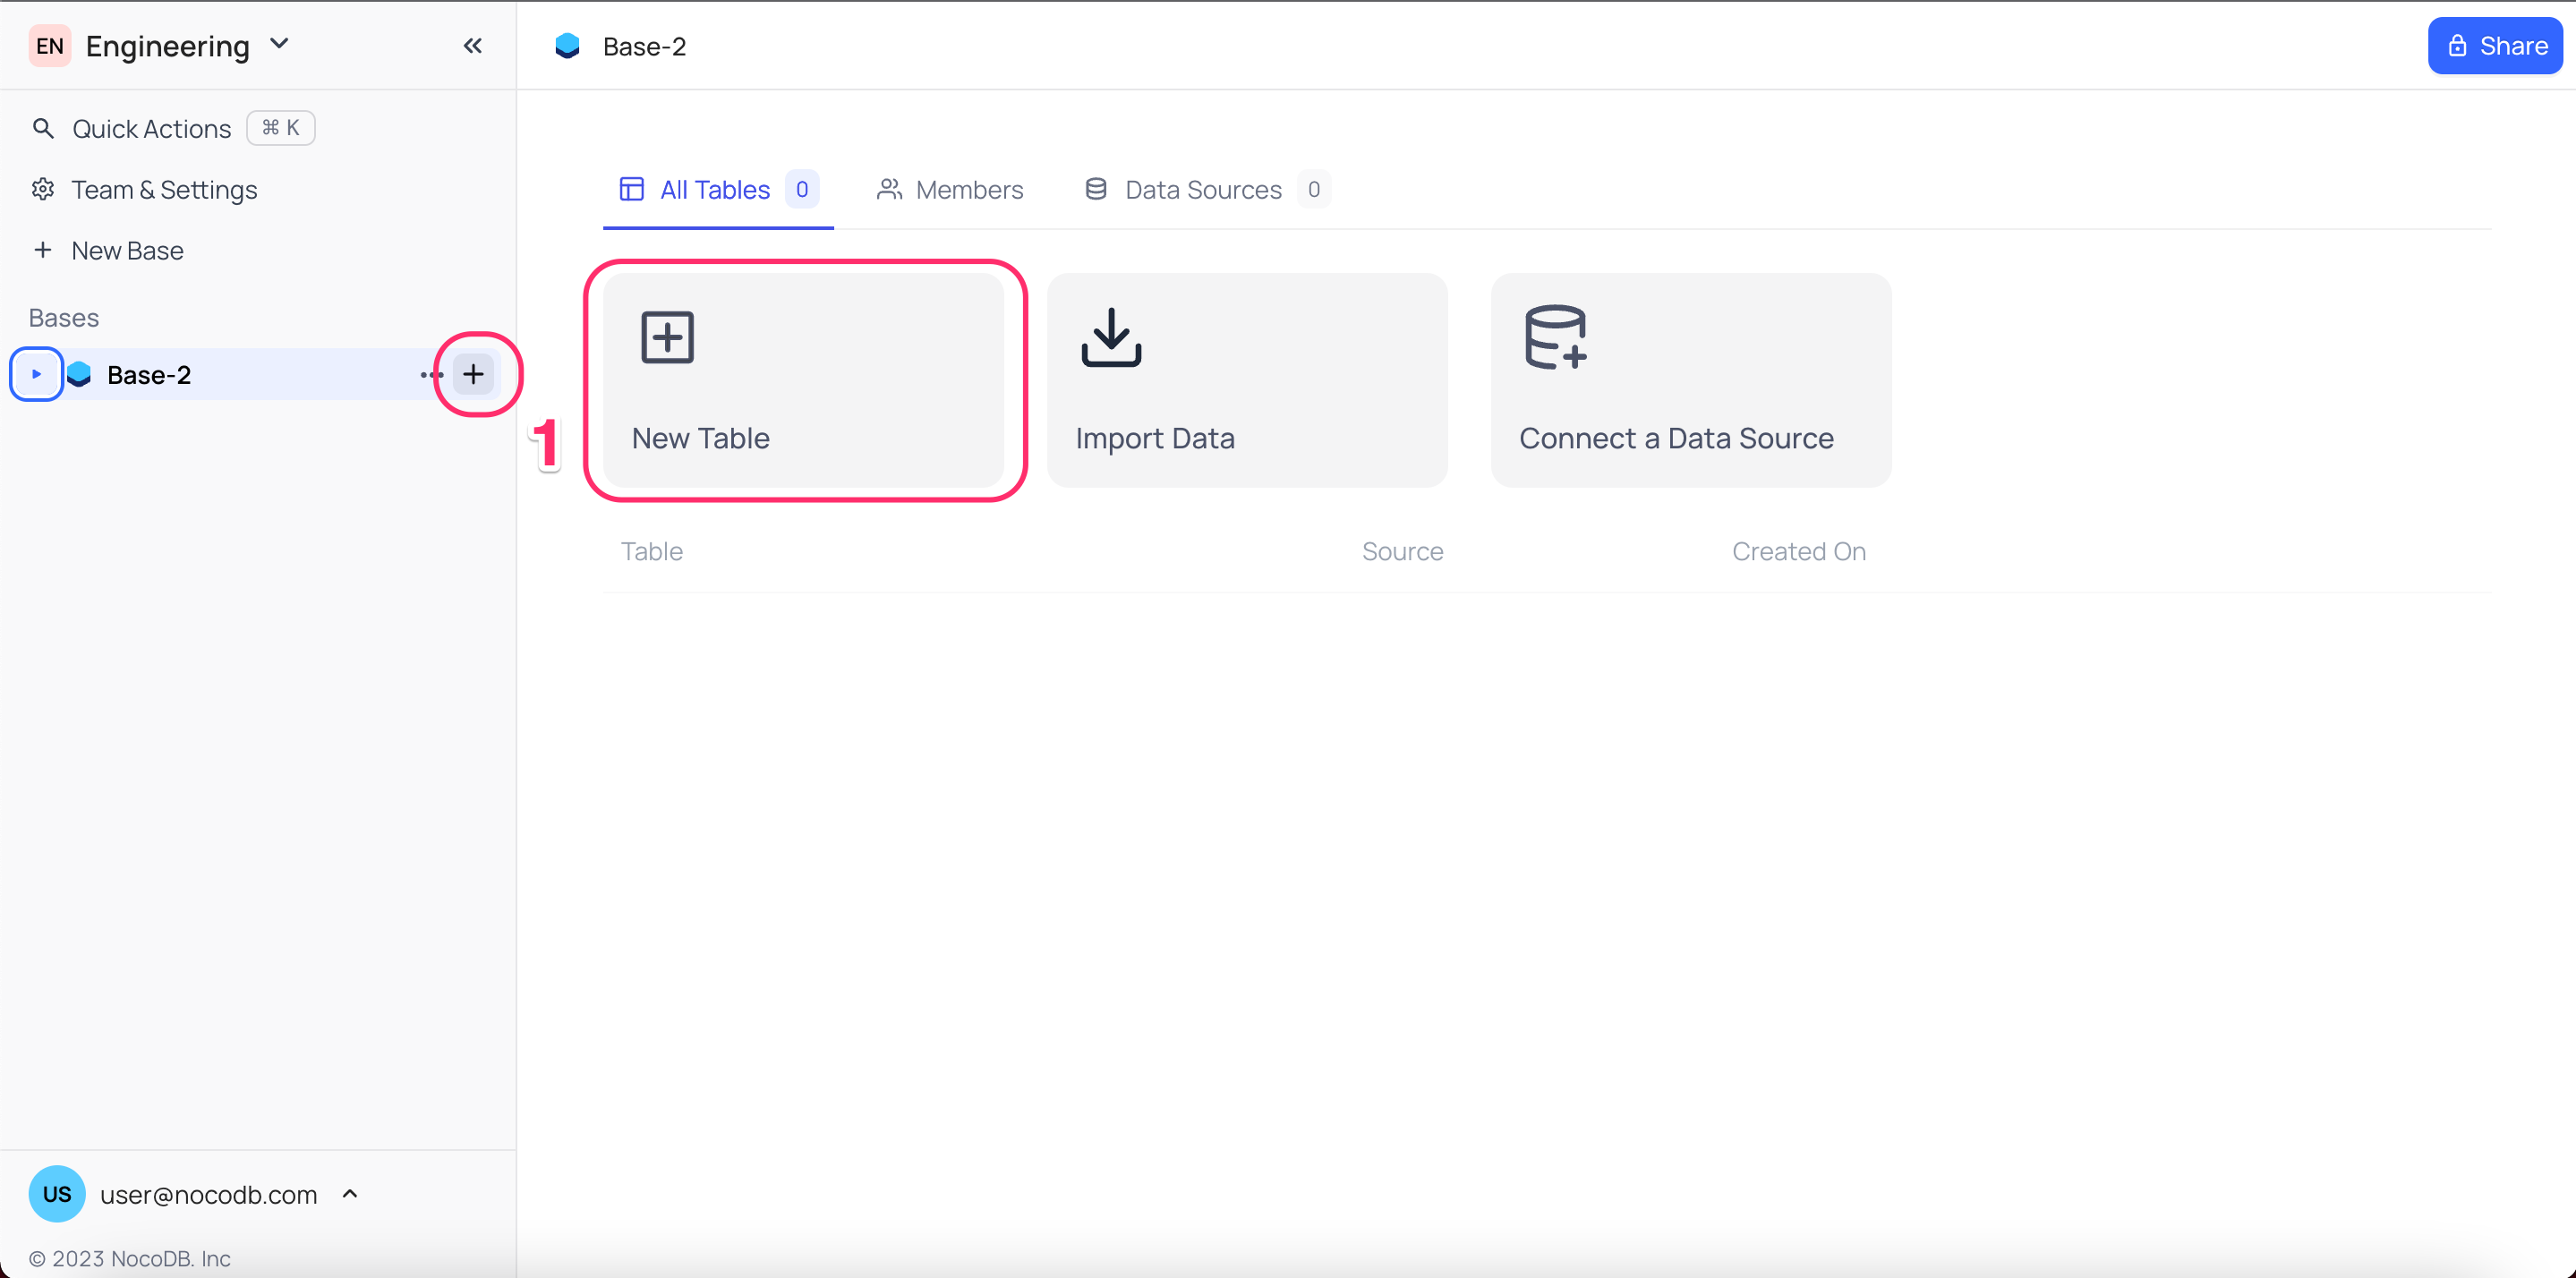 EN Engineering
Base-2
Share
Quick Actions ⌘ K
Team & Settings
+ New Base
Bases
Base-2
1
All Tables 0
Members
Data Sources 0
New Table
Import Data
Connect a Data Source
Table Source Created On
US user@nocodb.com
© 2023 NocoDB. Inc